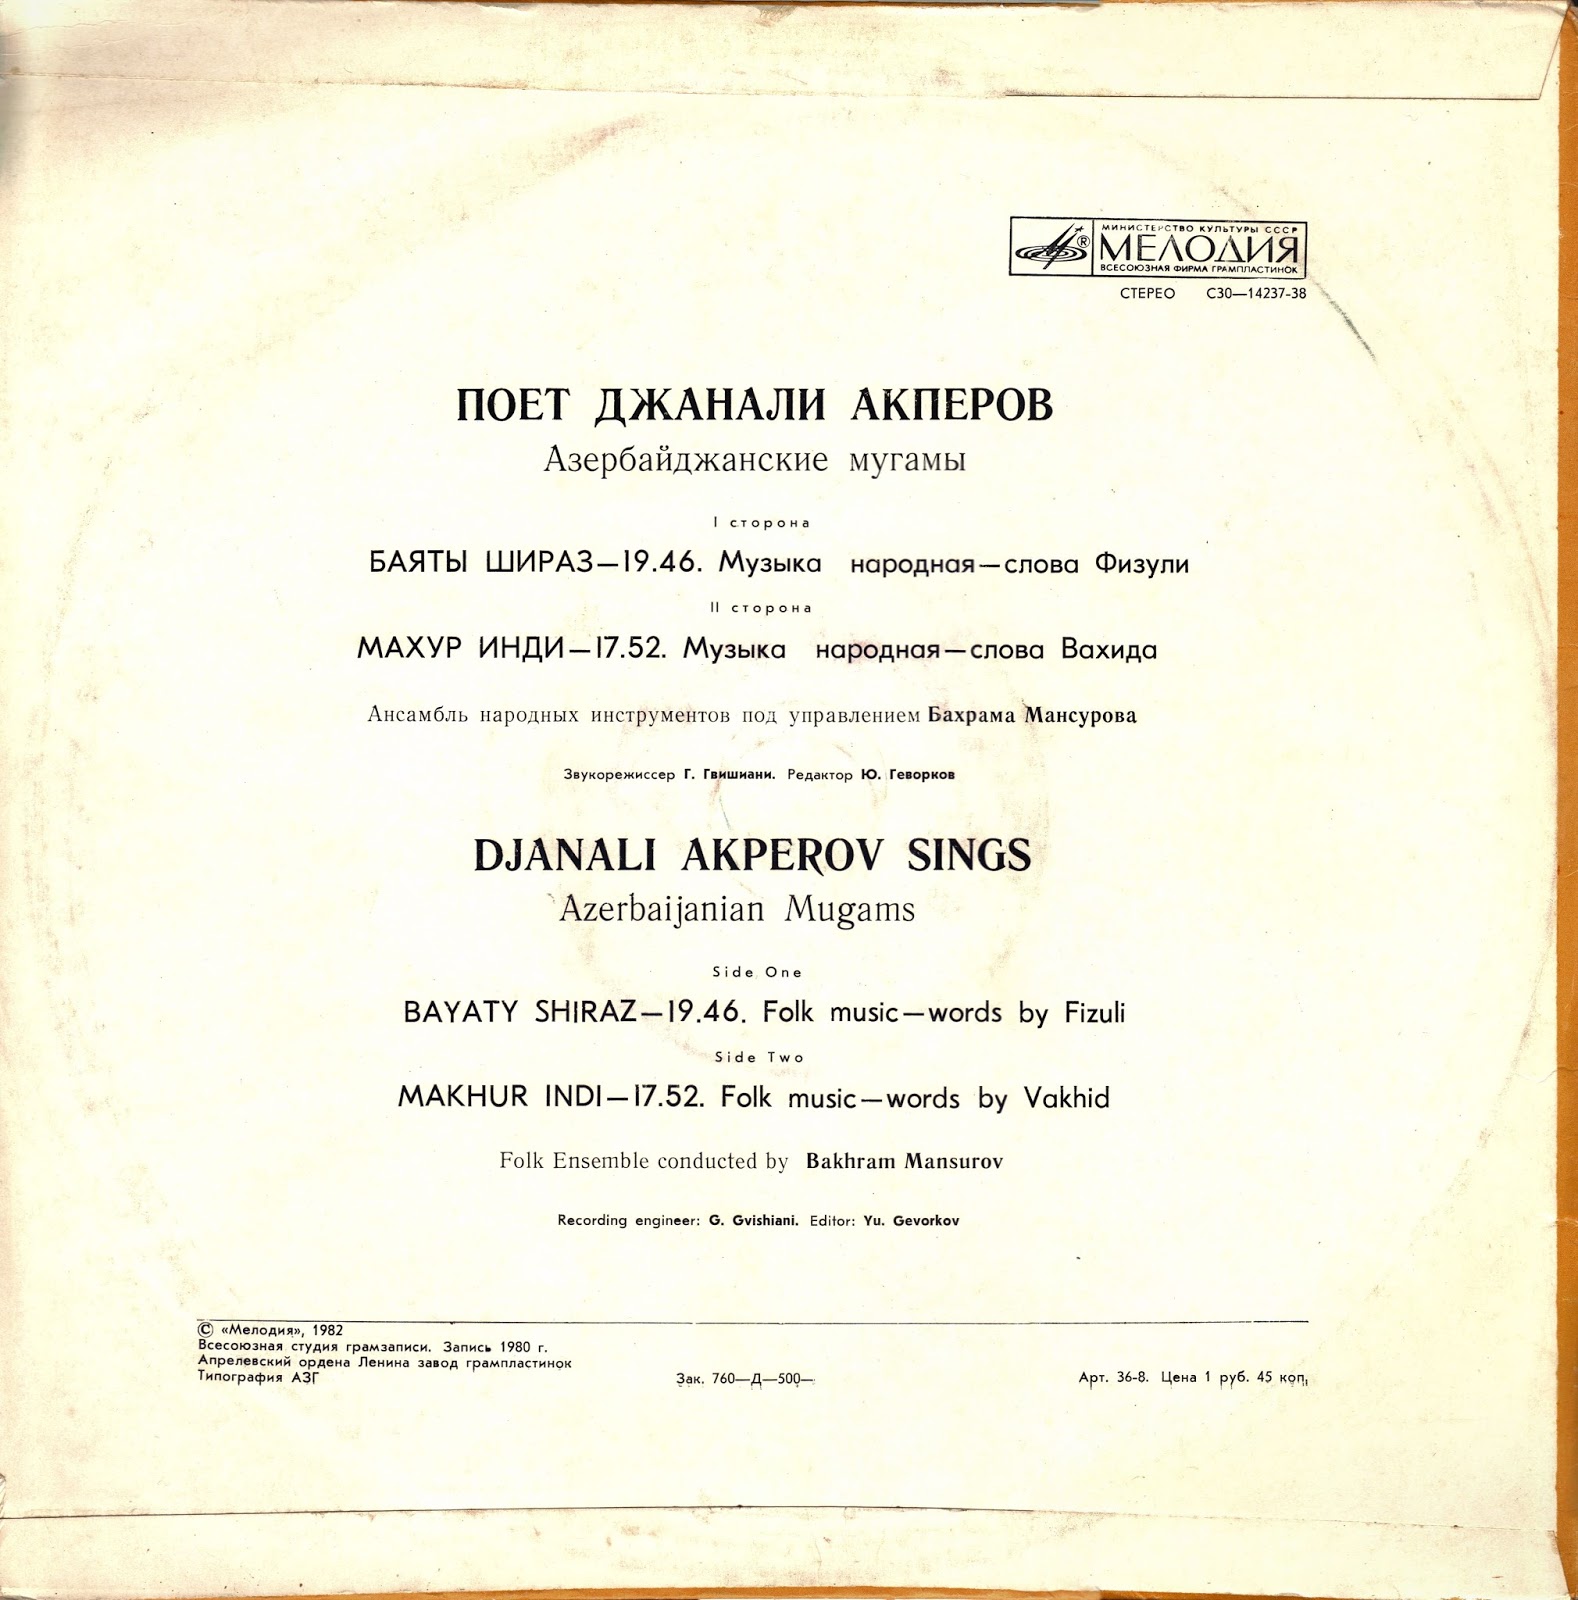 МИНИСТЕРСТВО КУЛЬТУРЫ СССР
® МЕЛОДИЯ
ВСЕСОЮЗНАЯ ФИРМА ГРАМПЛАСТИНОК
СТЕРЕО С30—14237-38
ПОЕТ ДЖАНАЛИ АКПЕРОВ
Азербайджанские мугамы
I сторона
БАЯТЫ ШИРАЗ—19.46. Музыка народная—слова Физули
II сторона
МАХУР ИНДИ—17.52. Музыка народная—слова Вахида
Ансамбль народных инструментов под управлением Бахрама Мансурова
Звукорежиссер Г. Гвишиани. Редактор Ю. Геворков
DJANALI AKPEROV SINGS
Azerbaijanian Mugams
Side One
BAYATY SHIRAZ—19.46. Folk music—words by Fizuli
Side Two
MAKHUR INDI—17.52. Folk music—words by Vakhid
Folk Ensemble conducted by Bakhram Mansurov
Recording engineer: G. Gvishiani. Editor: Yu. Gevorkov
© «Мелодия», 1982
Всесоюзная студия грамзаписи. Запись 1980 г.
Апрелевский ордена Ленина завод грампластинок
Типография АЗГ Зак. 760—Д—500— Арт. 36-8. Цена 1 руб. 45 коп.